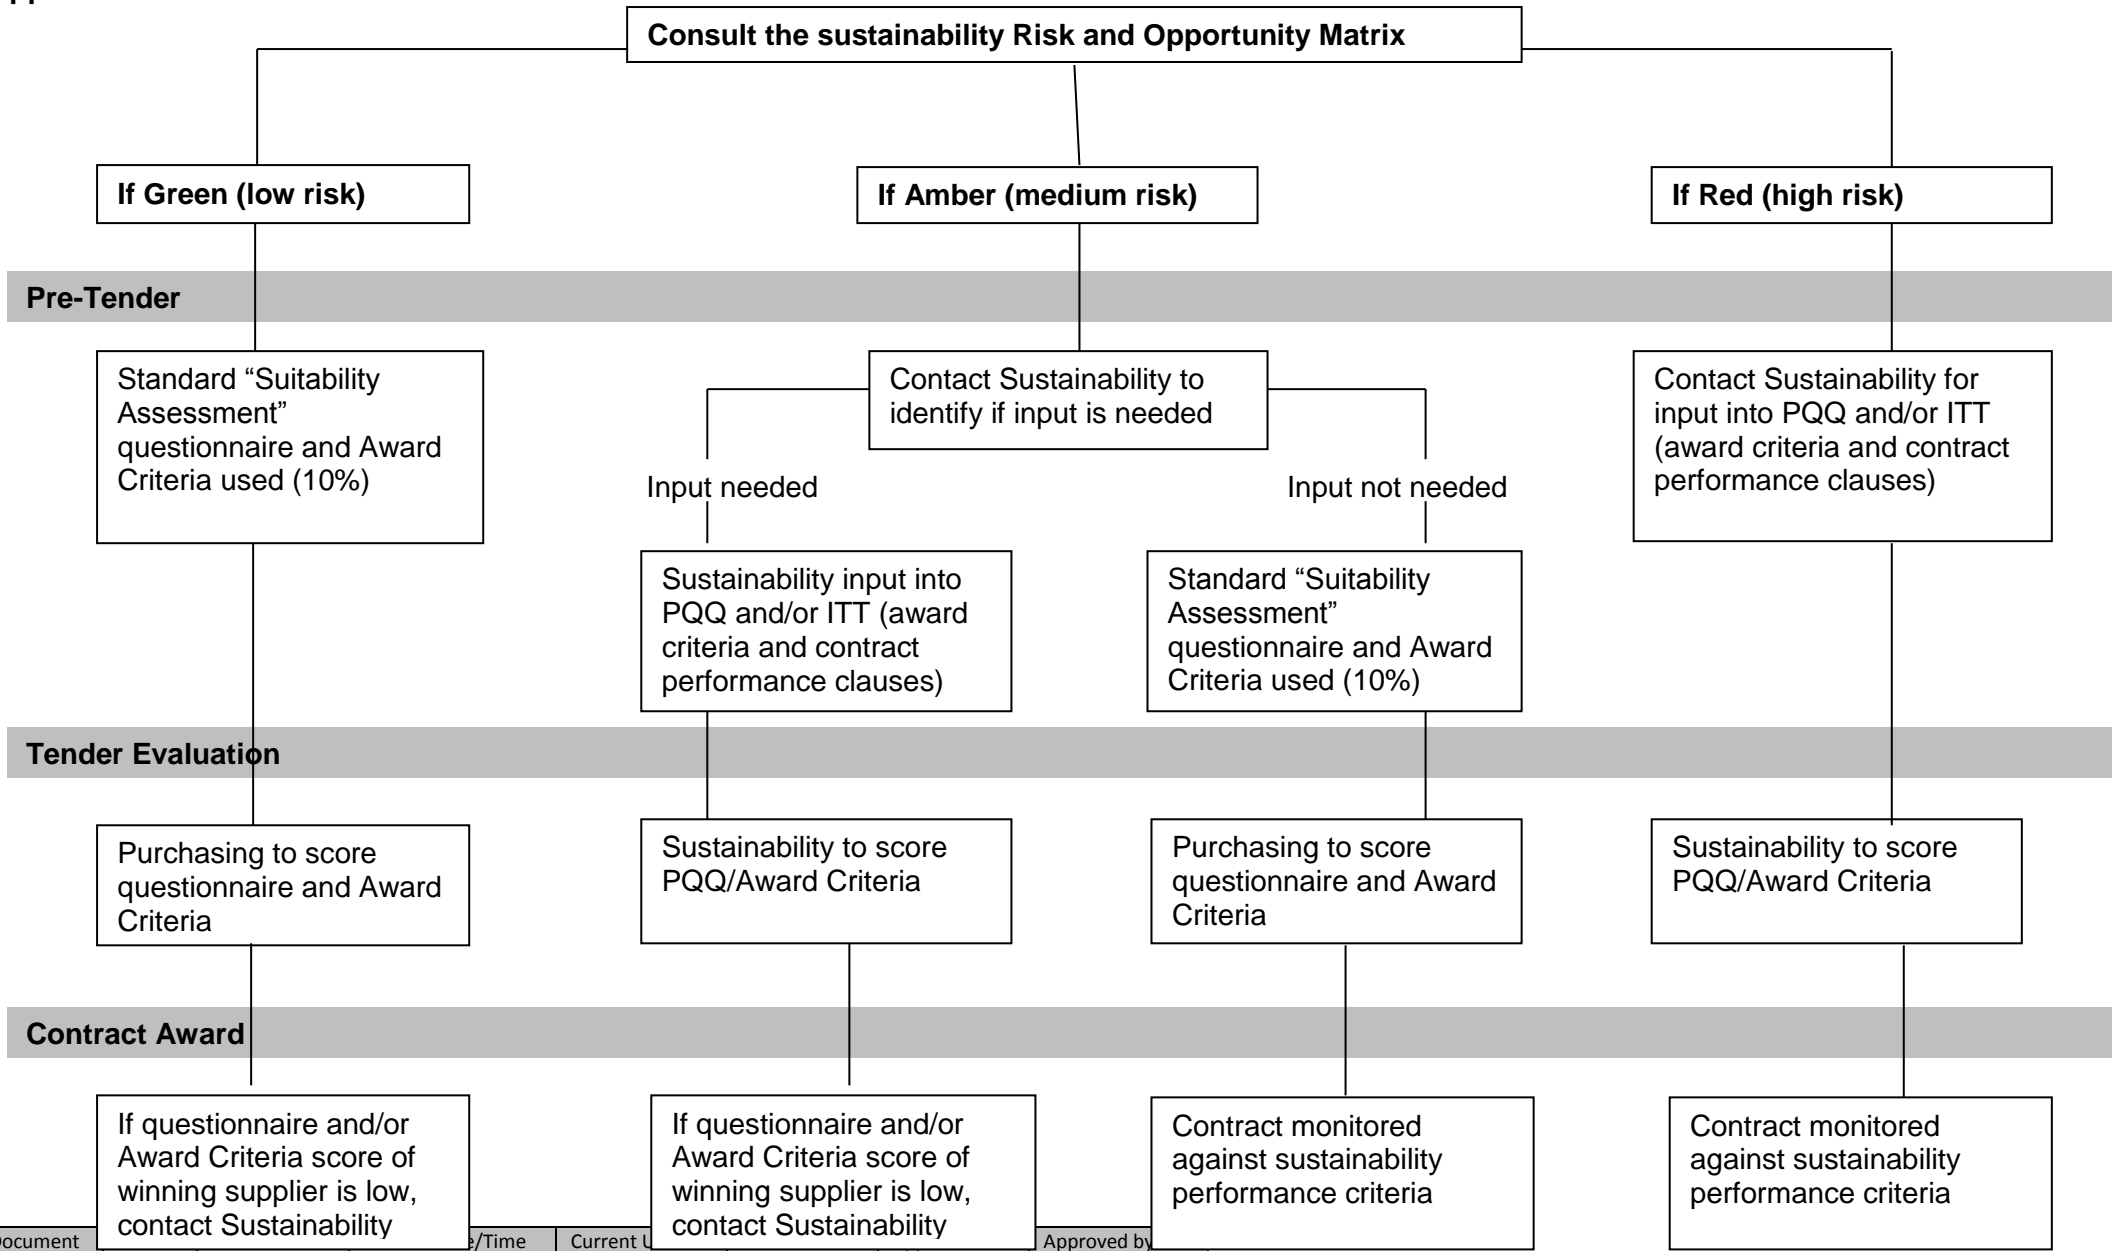 Consult the sustainability Risk and Opportunity Matrix
If Green (low risk)
If Amber (medium risk)
If Red (high risk)
Pre-Tender
Standard “Suitability
Assessment”
questionnaire and Award
Criteria used (10%)
Contact Sustainability to
identify if input is needed
Contact Sustainability for
input into PQQ and/or ITT
(award criteria and contract
performance clauses)
Input needed
Input not needed
Sustainability input into
PQQ and/or ITT (award
criteria and contract
performance clauses)
Standard “Suitability
Assessment”
questionnaire and Award
Criteria used (10%)
Tender Evaluation
Purchasing to score
questionnaire and Award
Criteria
Sustainability to score
PQQ/Award Criteria
Purchasing to score
questionnaire and Award
Criteria
Sustainability to score
PQQ/Award Criteria
Contract Award
If questionnaire and/or
Award Criteria score of
winning supplier is low,
contact Sustainability
If questionnaire and/or
Award Criteria score of
winning supplier is low,
contact Sustainability
Contract monitored
against sustainability
performance criteria
Contract monitored
against sustainability
performance criteria
/Time Current Approved by